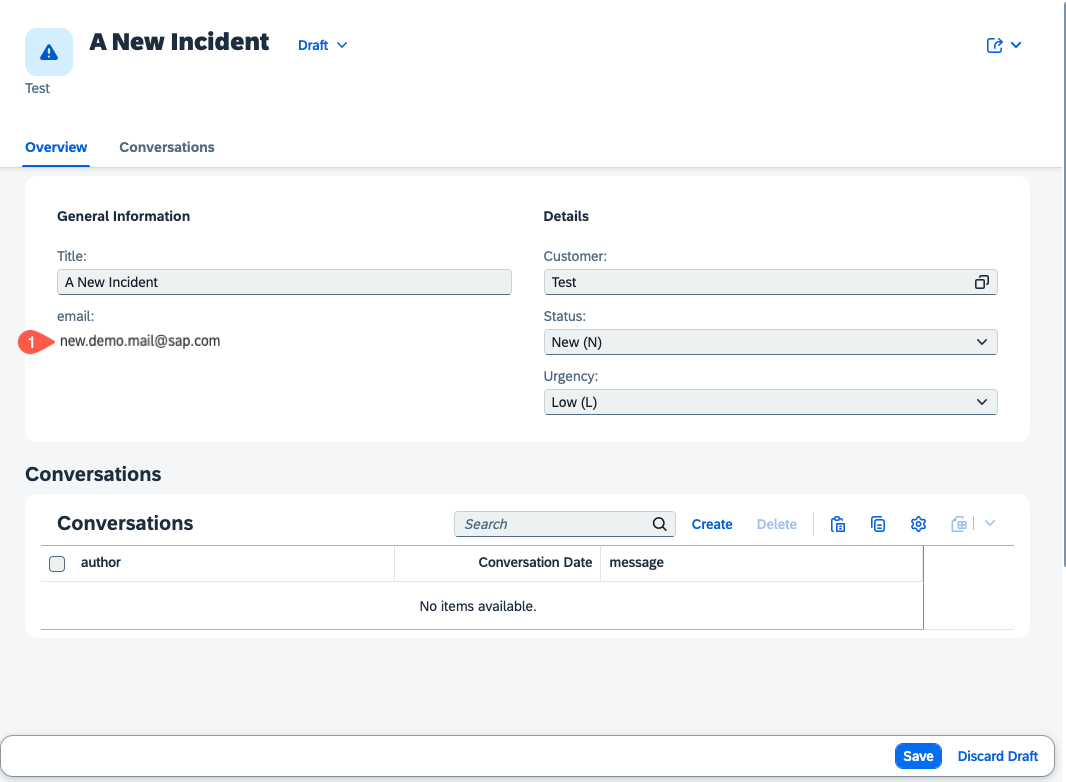 A New Incident Draft
Test
Overview Conversations
General Information
Title:
A New Incident
email:
1 new.demo.mail@sap.com
Details
Customer:
Test
Status:
New (N)
Urgency:
Low (L)
Conversations
Conversations Search Create Delete
author Conversation Date message
No items available.
Save Discard Draft